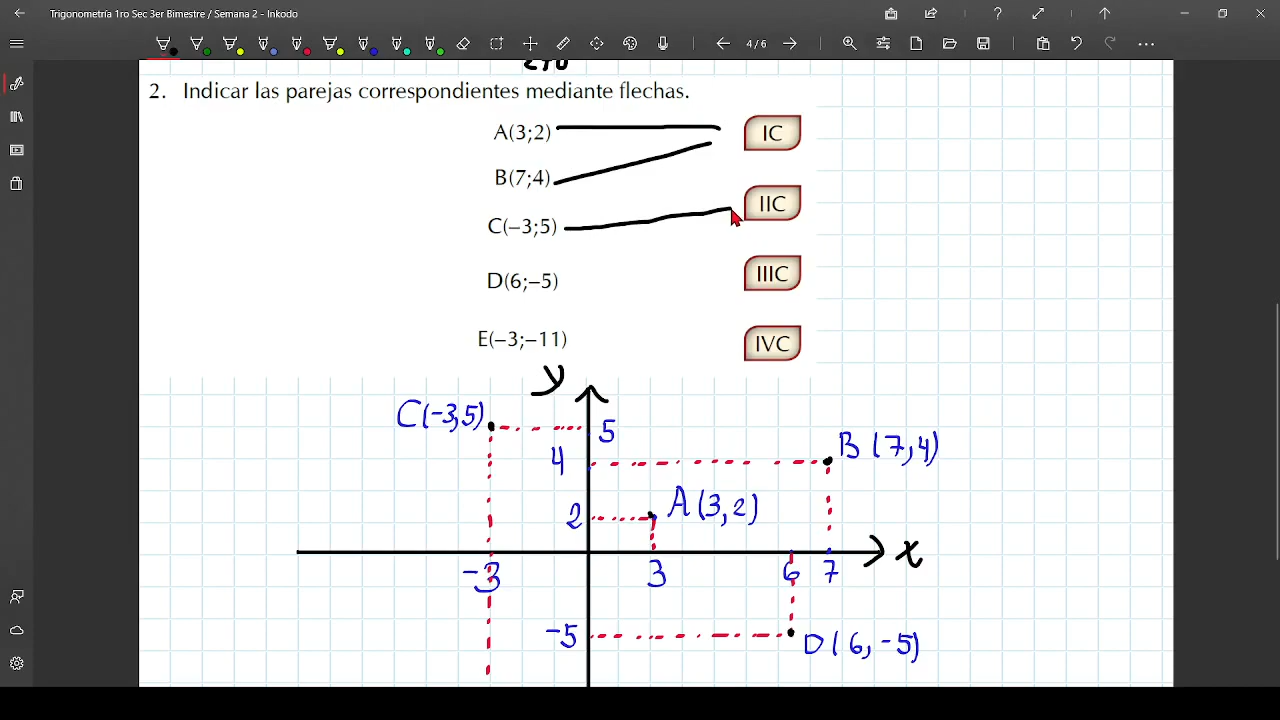 Trigonometría 1ro Sec 3er Bimestre / Semana 2 - Inkodo
4/6
2. Indicar las parejas correspondientes mediante flechas.
A(3;2) IC
B(7;4)
C(−3;5) IIC
D(6;−5) IIIC
E(−3;−11) IVC
y
C(-3,5) 5
4 B(7,4)
2 A(3,2)
x
-3 3 6 7
-5 D(6,-5)